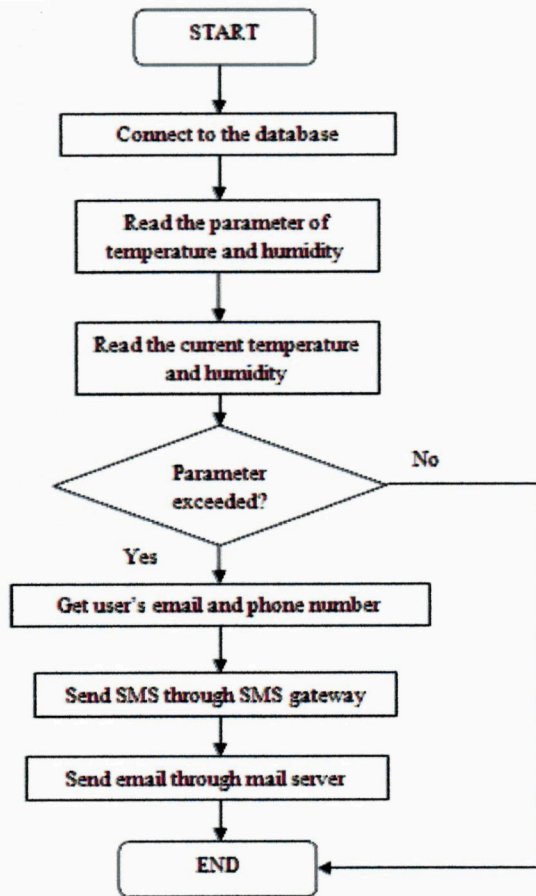 START
Connect to the database
Read the parameter of
temperature and humidity
Read the current temperature
and humidity
Parameter
exceeded?
No
Yes
Get user's email and phone number
Send SMS through SMS gateway
Send email through mail server
END